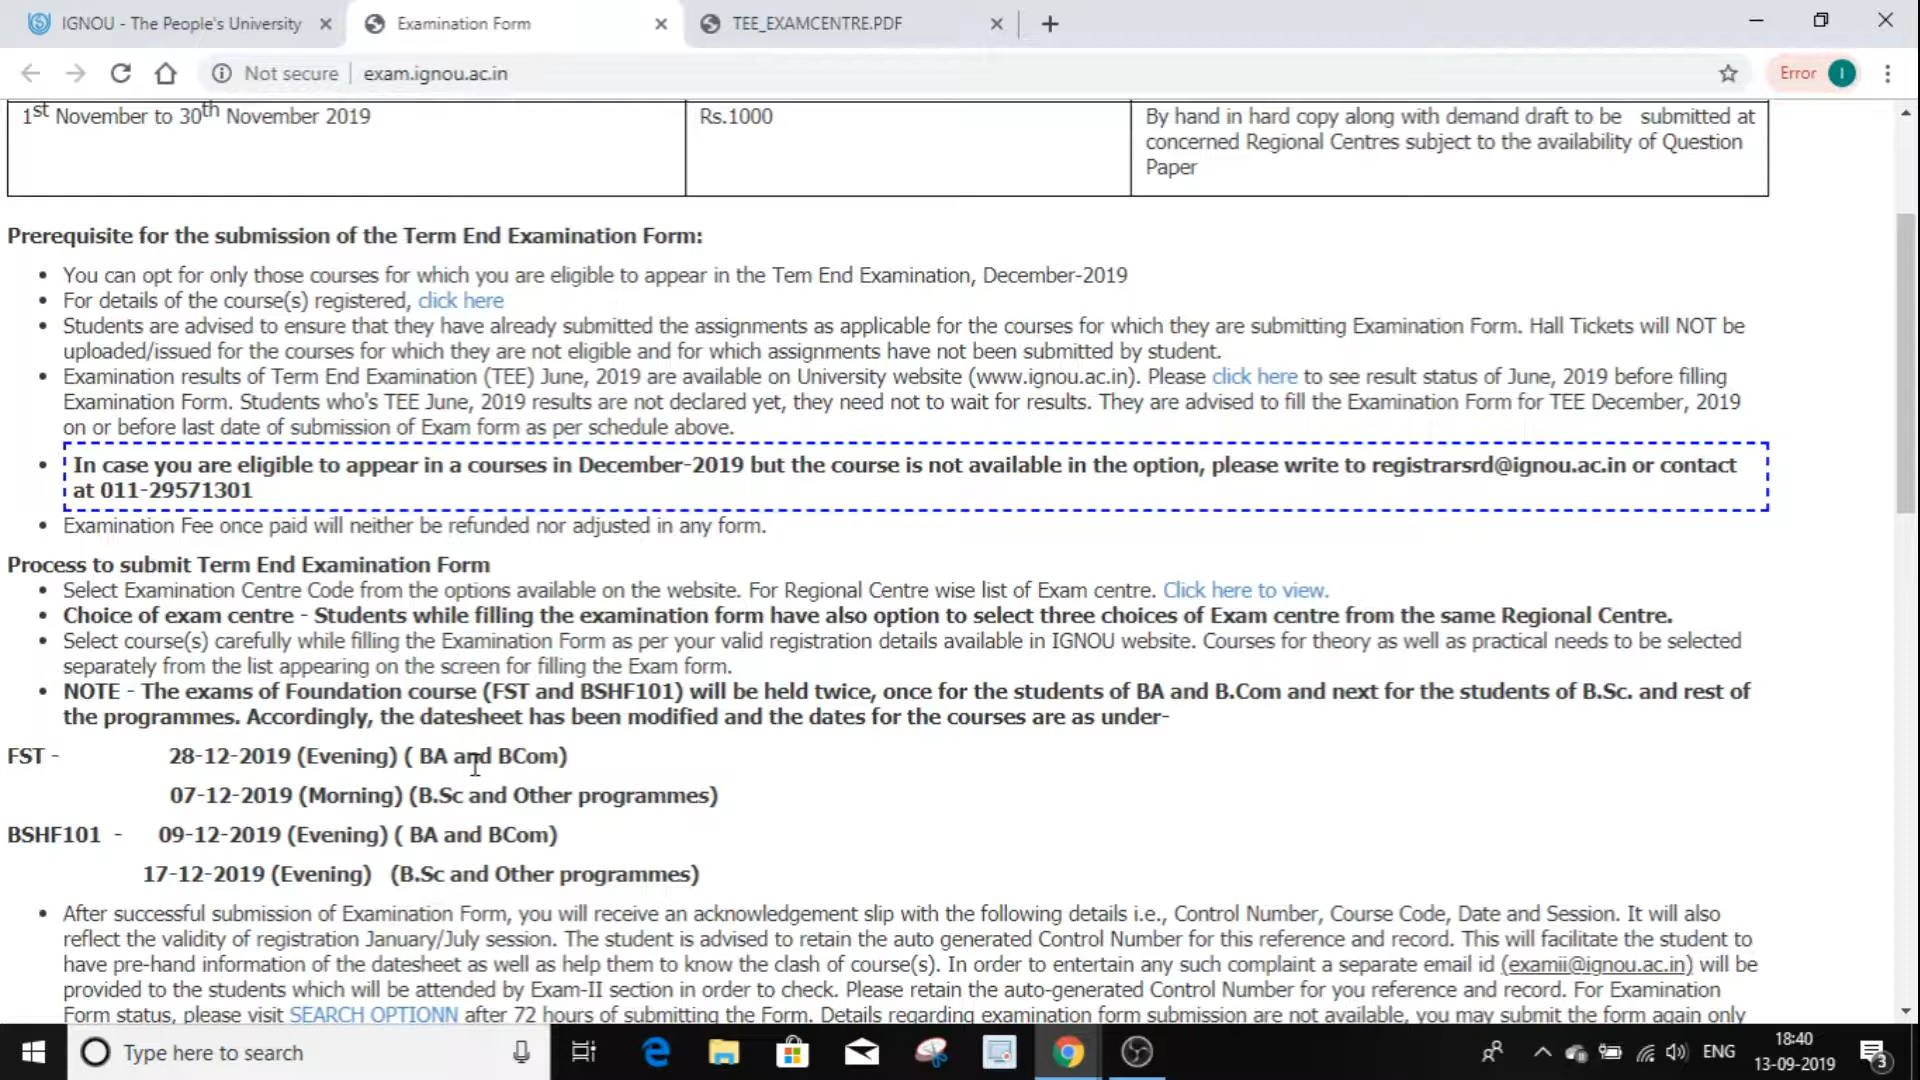 IGNOU - The People's University
Examination Form
TEE_EXAMCENTRE.PDF
Not secure
exam.ignou.ac.in
Error
I
1st November to 30th November 2019
Rs.1000
By hand in hard copy along with demand draft to be submitted at
concerned Regional Centres subject to the availability of Question
Paper
Prerequisite for the submission of the Term End Examination Form:
• You can opt for only those courses for which you are eligible to appear in the Tem End Examination, December-2019
• For details of the course(s) registered, click here
• Students are advised to ensure that they have already submitted the assignments as applicable for the courses for which they are submitting Examination Form. Hall Tickets will NOT be
uploaded/issued for the courses for which they are not eligible and for which assignments have not been submitted by student.
• Examination results of Term End Examination (TEE) June, 2019 are available on University website (www.ignou.ac.in). Please click here to see result status of June, 2019 before filling
Examination Form. Students who's TEE June, 2019 results are not declared yet, they need not to wait for results. They are advised to fill the Examination Form for TEE December, 2019
on or before last date of submission of Exam form as per schedule above.
• In case you are eligible to appear in a courses in December-2019 but the course is not available in the option, please write to registrarsrd@ignou.ac.in or contact
at 011-29571301
• Examination Fee once paid will neither be refunded nor adjusted in any form.
Process to submit Term End Examination Form
• Select Examination Centre Code from the options available on the website. For Regional Centre wise list of Exam centre. Click here to view.
• Choice of exam centre - Students while filling the examination form have also option to select three choices of Exam centre from the same Regional Centre.
• Select course(s) carefully while filling the Examination Form as per your valid registration details available in IGNOU website. Courses for theory as well as practical needs to be selected
separately from the list appearing on the screen for filling the Exam form.
• NOTE - The exams of Foundation course (FST and BSHF101) will be held twice, once for the students of BA and B.Com and next for the students of B.Sc. and rest of
the programmes. Accordingly, the datesheet has been modified and the dates for the courses are as under-
FST - 28-12-2019 (Evening) ( BA and BCom)
07-12-2019 (Morning) (B.Sc and Other programmes)
BSHF101 - 09-12-2019 (Evening) ( BA and BCom)
17-12-2019 (Evening) (B.Sc and Other programmes)
• After successful submission of Examination Form, you will receive an acknowledgement slip with the following details i.e., Control Number, Course Code, Date and Session. It will also
reflect the validity of registration January/July session. The student is advised to retain the auto generated Control Number for this reference and record. This will facilitate the student to
have pre-hand information of the datesheet as well as help them to know the clash of course(s). In order to entertain any such complaint a separate email id (examii@ignou.ac.in) will be
provided to the students which will be attended by Exam-II section in order to check. Please retain the auto-generated Control Number for you reference and record. For Examination
Form status, please visit SEARCH OPTIONN after 72 hours of submitting the Form. Details regarding examination form submission are not available, you may submit the form again only
Type here to search
ENG
18:40
13-09-2019
3